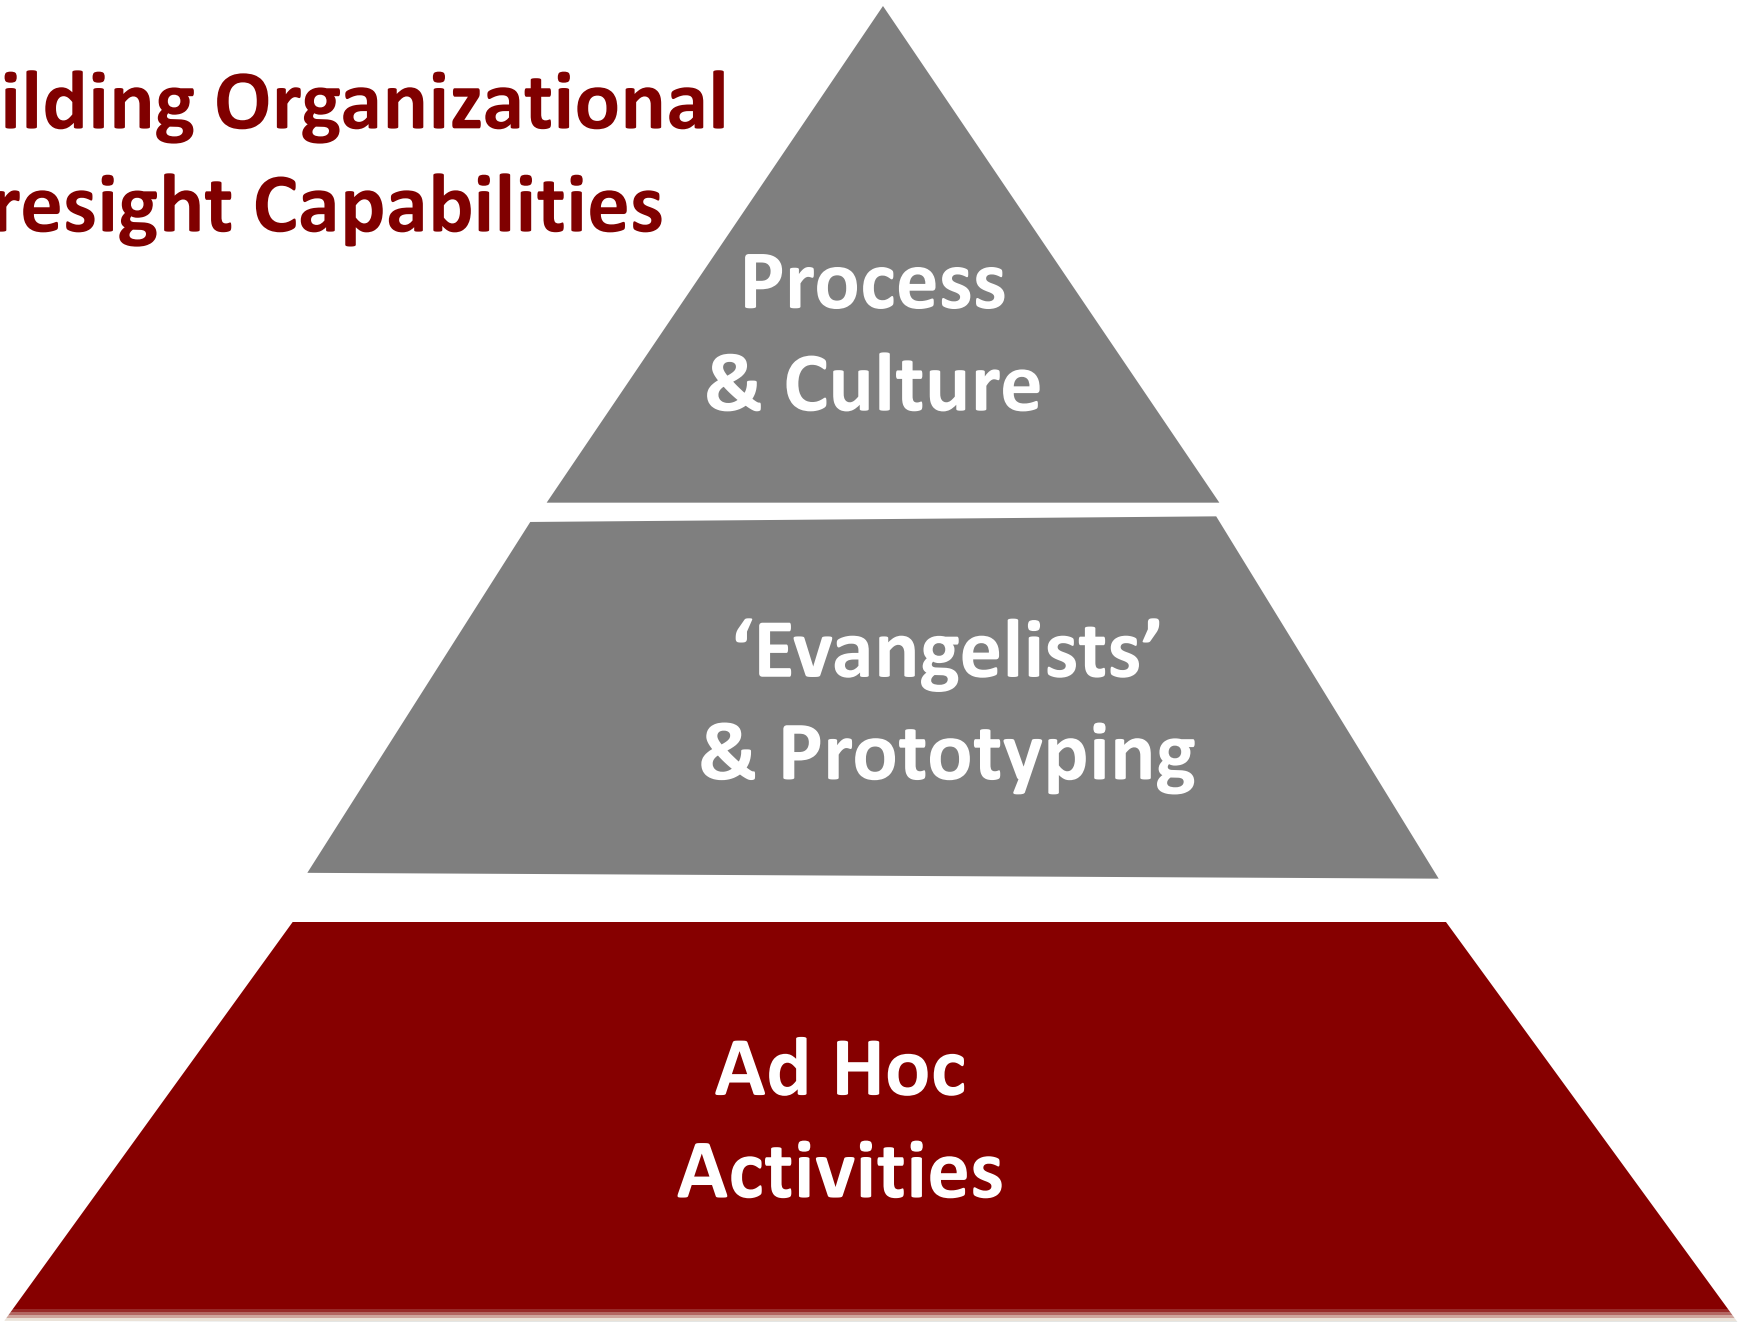 ilding Organizational
resight Capabilities
Process
& Culture
‘Evangelists’
& Prototyping
Ad Hoc
Activities